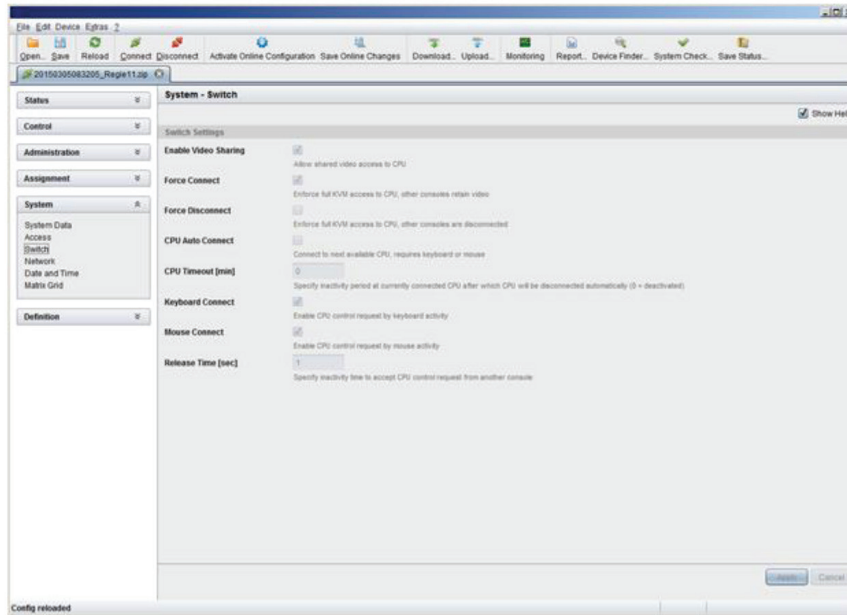 File Edit Device Extras ?
Open... Save Reload Connect Disconnect Activate Online Configuration Save Online Changes Download... Upload... Monitoring Report... Device Finder... System Check... Save Status...
20150305083205_Regie11.zip
Status
Control
Administration
Assignment
System
System Data
Access
Switch
Network
Date and Time
Matrix Grid
Definition
System - Switch
Show Hel
Switch Settings
Enable Video Sharing
Allow shared video access to CPU
Force Connect
Enforce full KVM access to CPU, other consoles retain video
Force Disconnect
Enforce full KVM access to CPU, other consoles are disconnected
CPU Auto Connect
Connect to next available CPU, requires keyboard or mouse
CPU Timeout [min] 0
Specify inactivity period at currently connected CPU after which CPU will be disconnected automatically (0 = deactivated)
Keyboard Connect
Enable CPU control request by keyboard activity
Mouse Connect
Enable CPU control request by mouse activity
Release Time [sec] 1
Specify inactivity time to accept CPU control request from another console
Apply Cancel
Config reloaded